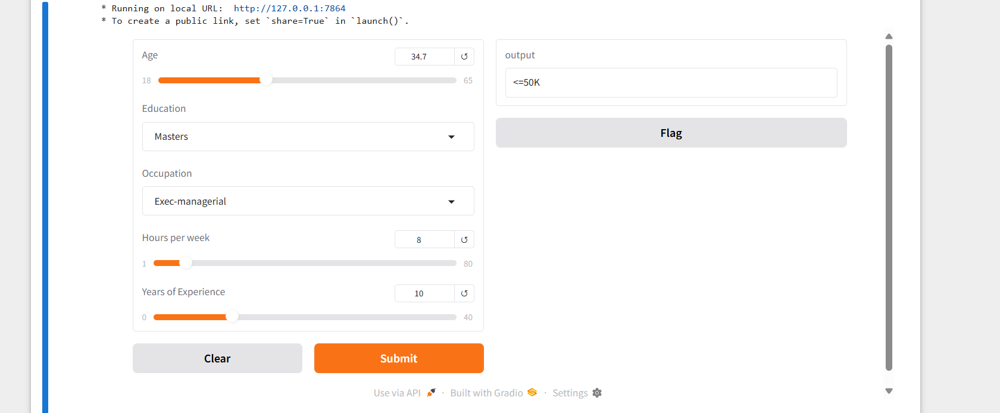 * Running on local URL:  http://127.0.0.1:7864
* To create a public link, set `share=True` in `launch()`.
Age
34.7
↺
18
65
Education
Masters
Occupation
Exec-managerial
Hours per week
8
↺
1
80
Years of Experience
10
↺
0
40
Clear
Submit
output
<=50K
Flag
Use via API · Built with Gradio · Settings